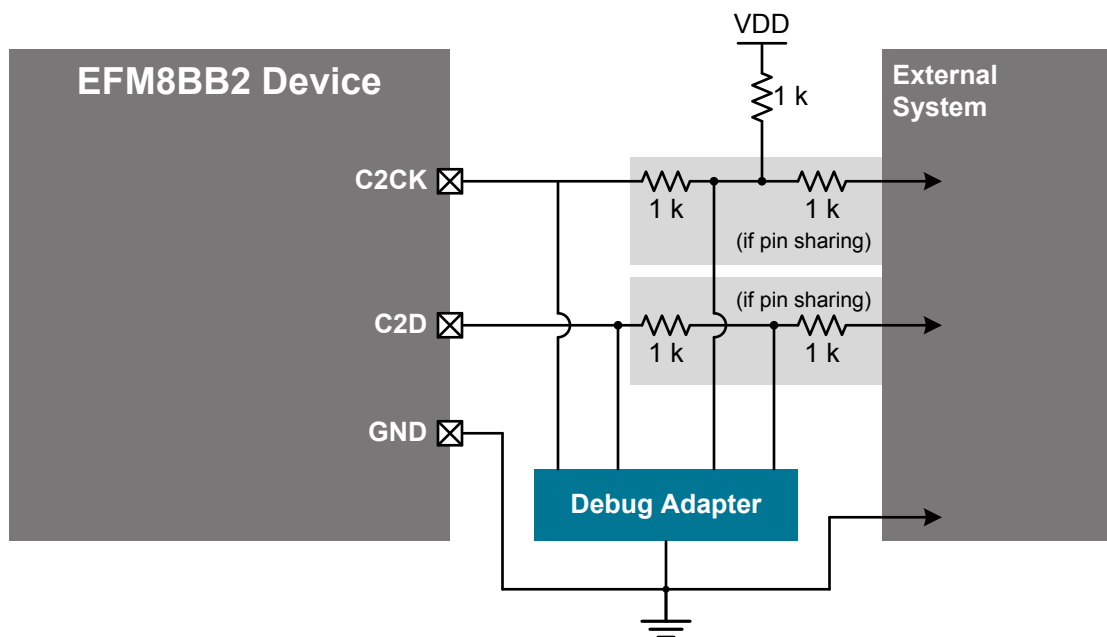 VDD
EFM8BB2 Device
External
System
1 k
C2CK
1 k
1 k
(if pin sharing)
(if pin sharing)
C2D
1 k
1 k
GND
Debug Adapter